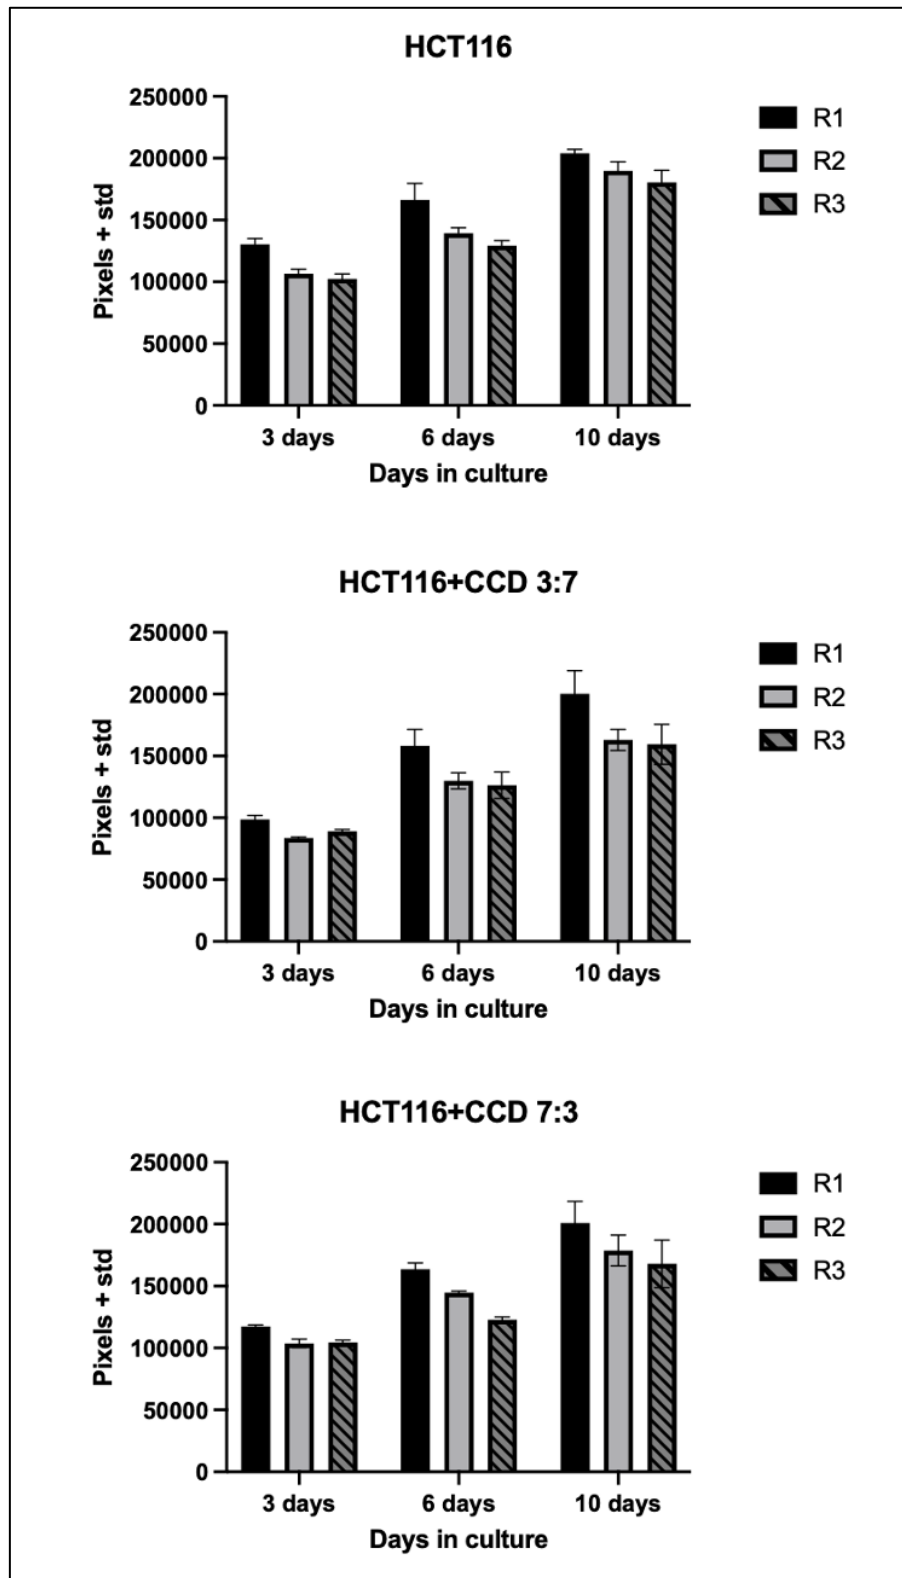 HCT116
250000
200000
150000
100000
50000
0
Pixels + std
3 days 6 days 10 days
Days in culture
R1
R2
R3
HCT116+CCD 3:7
250000
200000
150000
100000
50000
0
Pixels + std
3 days 6 days 10 days
Days in culture
R1
R2
R3
HCT116+CCD 7:3
250000
200000
150000
100000
50000
0
Pixels + std
3 days 6 days 10 days
Days in culture
R1
R2
R3